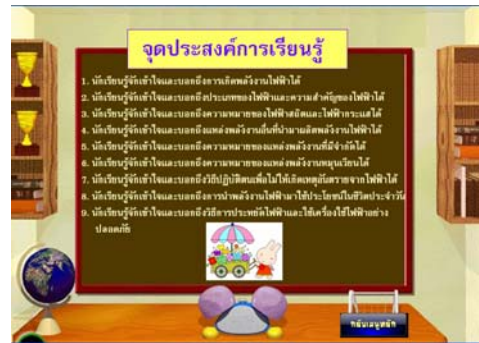 จุดประสงค์การเรียนรู้
1. นักเรียนรู้จักเข้าใจและบอกถึงการเกิดพลังงานไฟฟ้าได้
2. นักเรียนรู้จักเข้าใจและบอกถึงประเภทของไฟฟ้าและความสำคัญของไฟฟ้าได้
3. นักเรียนรู้จักเข้าใจและบอกถึงความหมายของไฟฟ้าสถิตและไฟฟ้ากระแสได้
4. นักเรียนรู้จักเข้าใจและบอกถึงแหล่งพลังงานอื่นที่นำมาผลิตพลังงานไฟฟ้าได้
5. นักเรียนรู้จักเข้าใจและบอกถึงความหมายของแหล่งพลังงานที่มีจำกัดได้
6. นักเรียนรู้จักเข้าใจและบอกถึงความหมายของแหล่งพลังงานหมุนเวียนได้
7. นักเรียนรู้จักเข้าใจและบอกถึงวิธีปฏิบัติตนเพื่อไม่ให้เกิดเหตุอันตรายจากไฟฟ้าได้
8. นักเรียนรู้จักเข้าใจและบอกถึงการนำพลังงานไฟฟ้ามาใช้ประโยชน์ในชีวิตประจำวัน
9. นักเรียนรู้จักเข้าใจและบอกถึงวิธีการประหยัดไฟฟ้าและใช้เครื่องใช้ไฟฟ้าอย่าง
ปลอดภัย
กลับเมนูหลัก